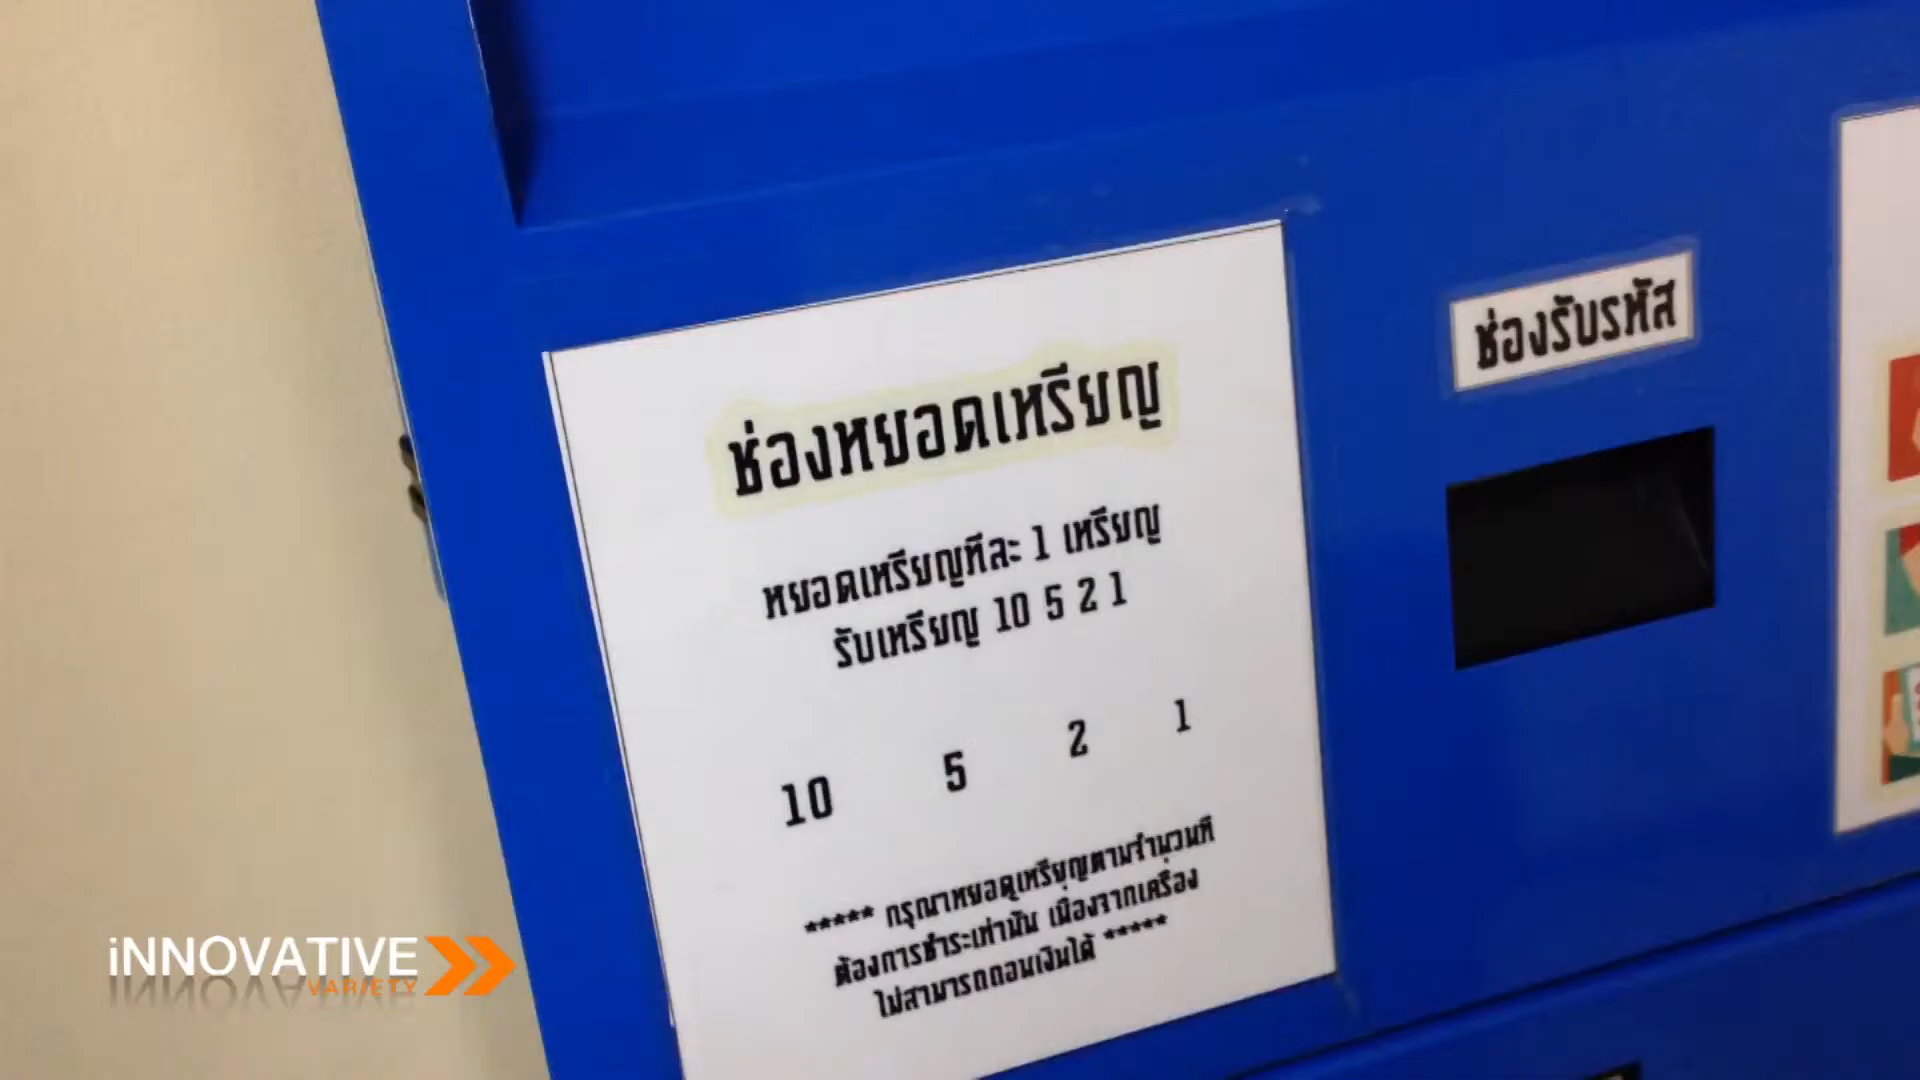 ช่องหยอดเหรียญ
หยอดเหรียญทีละ 1 เหรียญ
รับเหรียญ 10 5 2 1
10 5 2 1
***** กรุณาหยอดเหรียญตามจำนวนที่
ต้องการชำระเท่านั้น เนื่องจากเครื่อง
ไม่สามารถถอนเงินได้ *****
ช่องรับรหัส
iNNOVATIVE
VARIETY